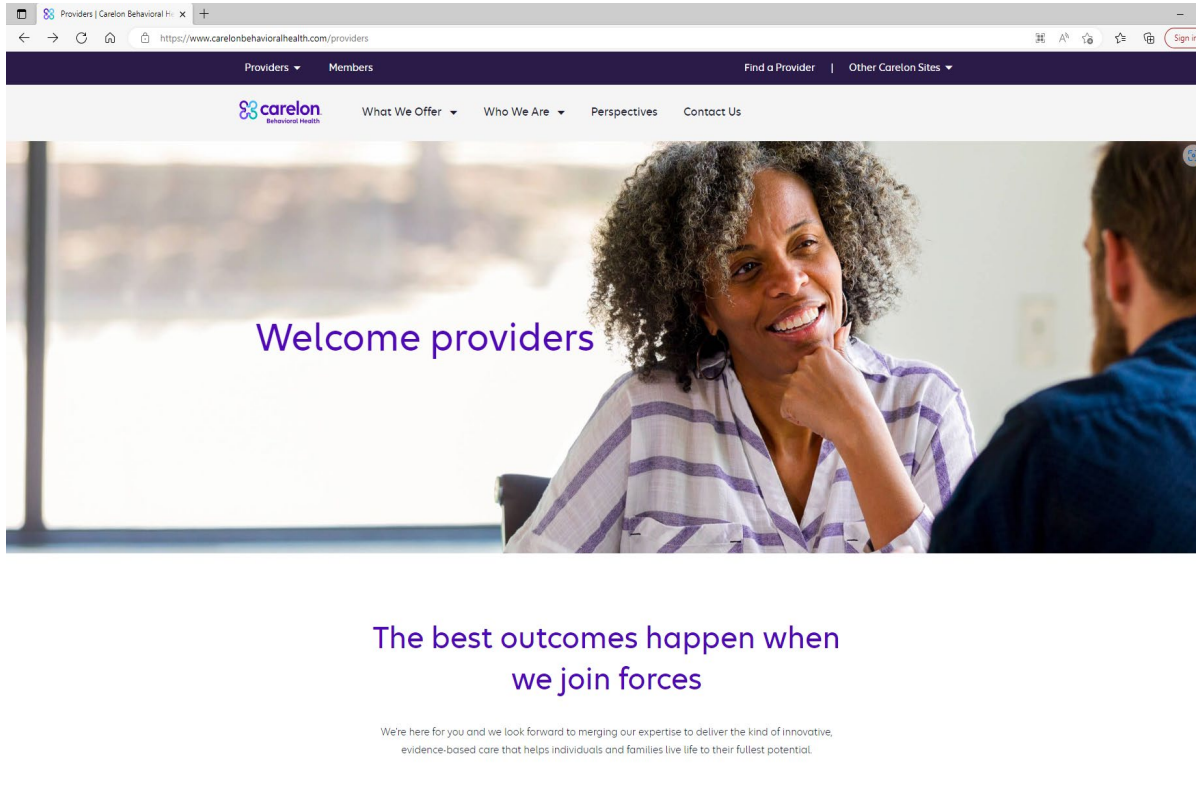 Providers | Carelon Behavioral He
https://www.carelonbehavioralhealth.com/providers
Sign in
Providers Members Find a Provider | Other Carelon Sites
carelon
Behavioral Health
What We Offer Who We Are Perspectives Contact Us
Welcome providers
The best outcomes happen when
we join forces
We're here for you and we look forward to merging our expertise to deliver the kind of innovative,
evidence-based care that helps individuals and families live life to their fullest potential.